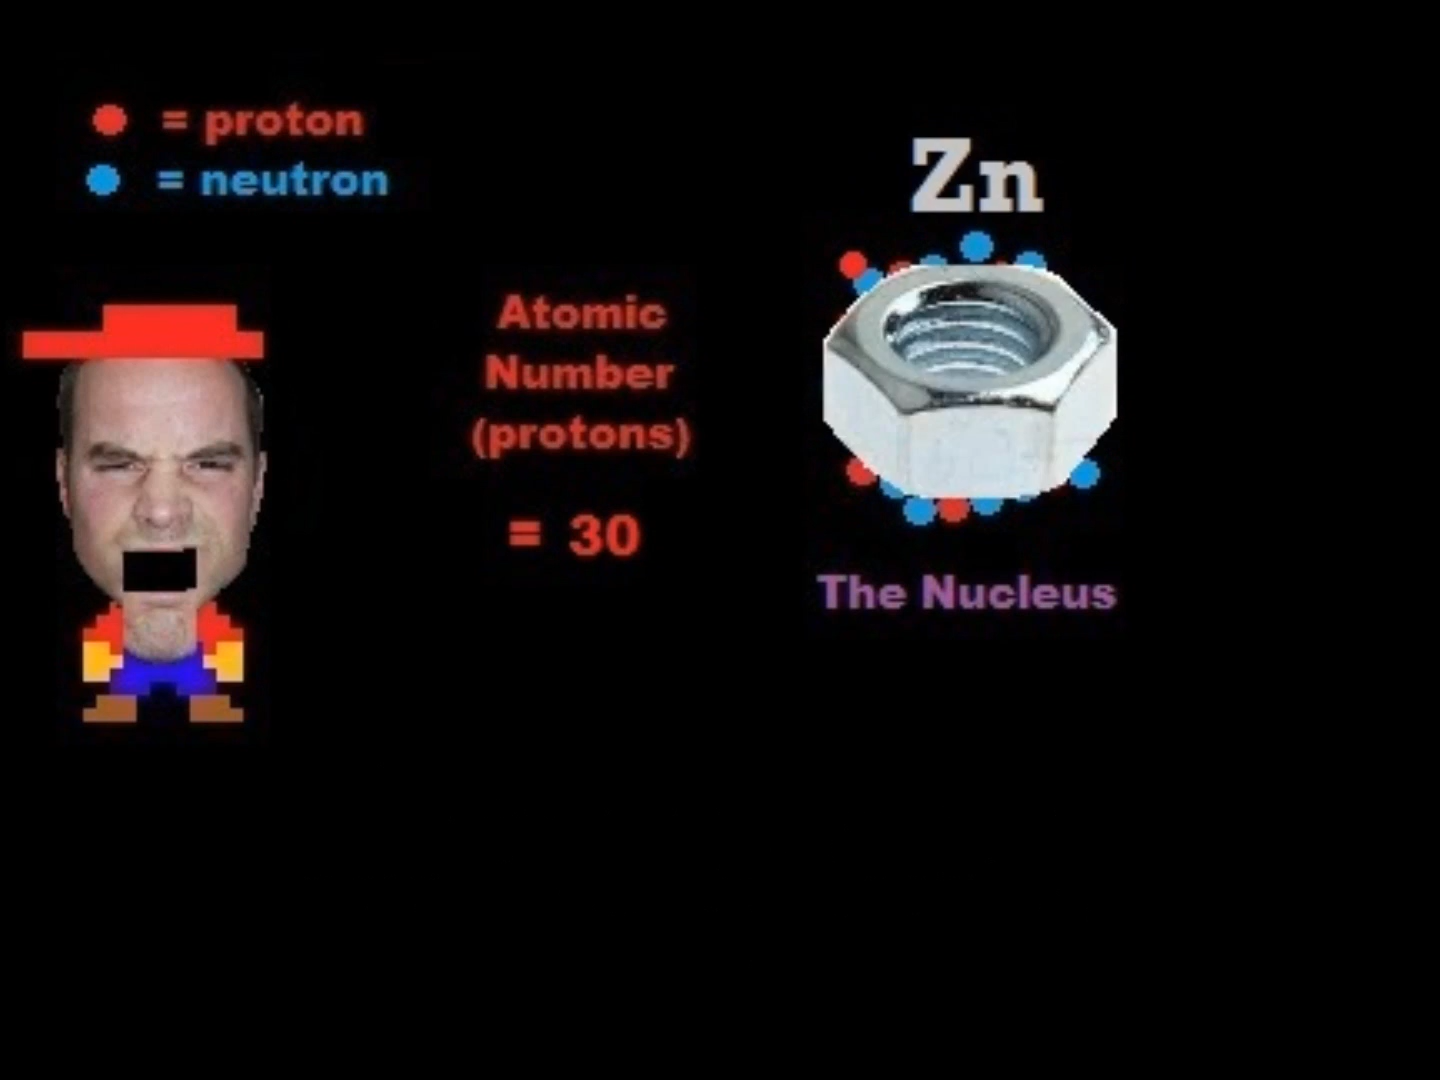 = proton
= neutron
Zn
Atomic
Number
(protons)
= 30
The Nucleus